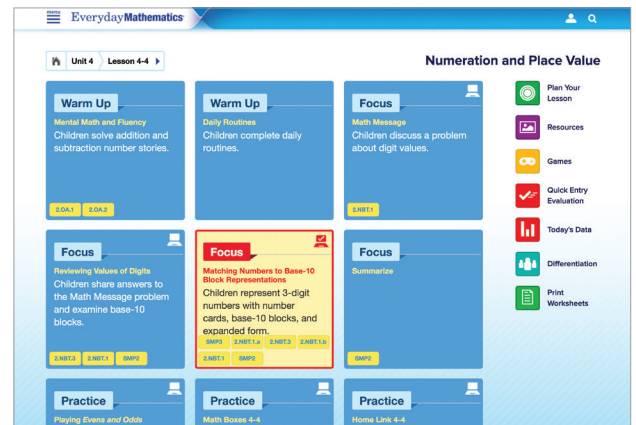 menu
EverydayMathematics
Unit 4
Lesson 4-4
Numeration and Place Value
Warm Up
Mental Math and Fluency
Children solve addition and
subtraction number stories.
2.OA.1
2.OA.2
Warm Up
Daily Routines
Children complete daily
routines.
Focus
Math Message
Children discuss a problem
about digit values.
2.NBT.1
Focus
Reviewing Values of Digits
Children share answers to
the Math Message problem
and examine base-10
blocks.
2.NBT.3
2.NBT.1
SMP2
Focus
Matching Numbers to Base-10
Block Representations
Children represent 3-digit
numbers with number
cards, base-10 blocks, and
expanded form.
SMP3
2.NBT.1.a
2.NBT.3
2.NBT.1.b
2.NBT.1
SMP2
Focus
Summarize
SMP2
Practice
Playing Evens and Odds
Practice
Math Boxes 4-4
Practice
Home Link 4-4
Plan Your
Lesson
Resources
Games
Quick Entry
Evaluation
Today's Data
Differentiation
Print
Worksheets